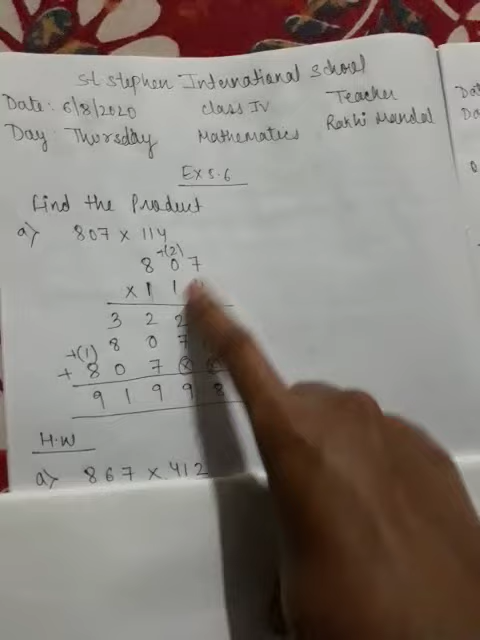 St Stephen International School
Date: 6/8/2020 Class IV Teacher
Day: Thursday Mathematics Rakhi Mandal
Ex 5.6
Find the Product
a) 807 × 114
+(2)
8 0 7
× 1 1
3 2 2
8 0 7
+(1)
+ 8 0 7 ⊗ ⊗
9 1 9 9 8
H.W
a) 867 × 412